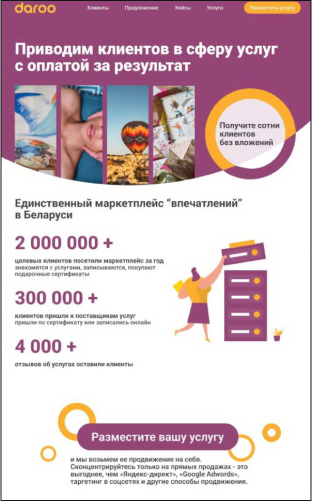 daroo
Клиенты Предложение Кейсы Услуги Разместить услугу
Приводим клиентов в сферу услуг
с оплатой за результат
Получите сотни
клиентов
без вложений
Единственный маркетплейс “впечатлений”
в Беларуси
2 000 000 +
целевых клиентов посетили маркетплейс за год
знакомятся с услугами, записываются, покупают
подарочные сертификаты
300 000 +
клиентов пришли к поставщикам услуг
пришли по сертификату или записались онлайн
4 000 +
отзывов об услугах оставили клиенты
Разместите вашу услугу
и мы возьмем ее продвижение на себя.
Сконцентрируйтесь только на прямых продажах - это
выгоднее, чем «Яндекс-директ», «Google Adwords»,
таргетинг в соцсетях и другие способы продвижения.